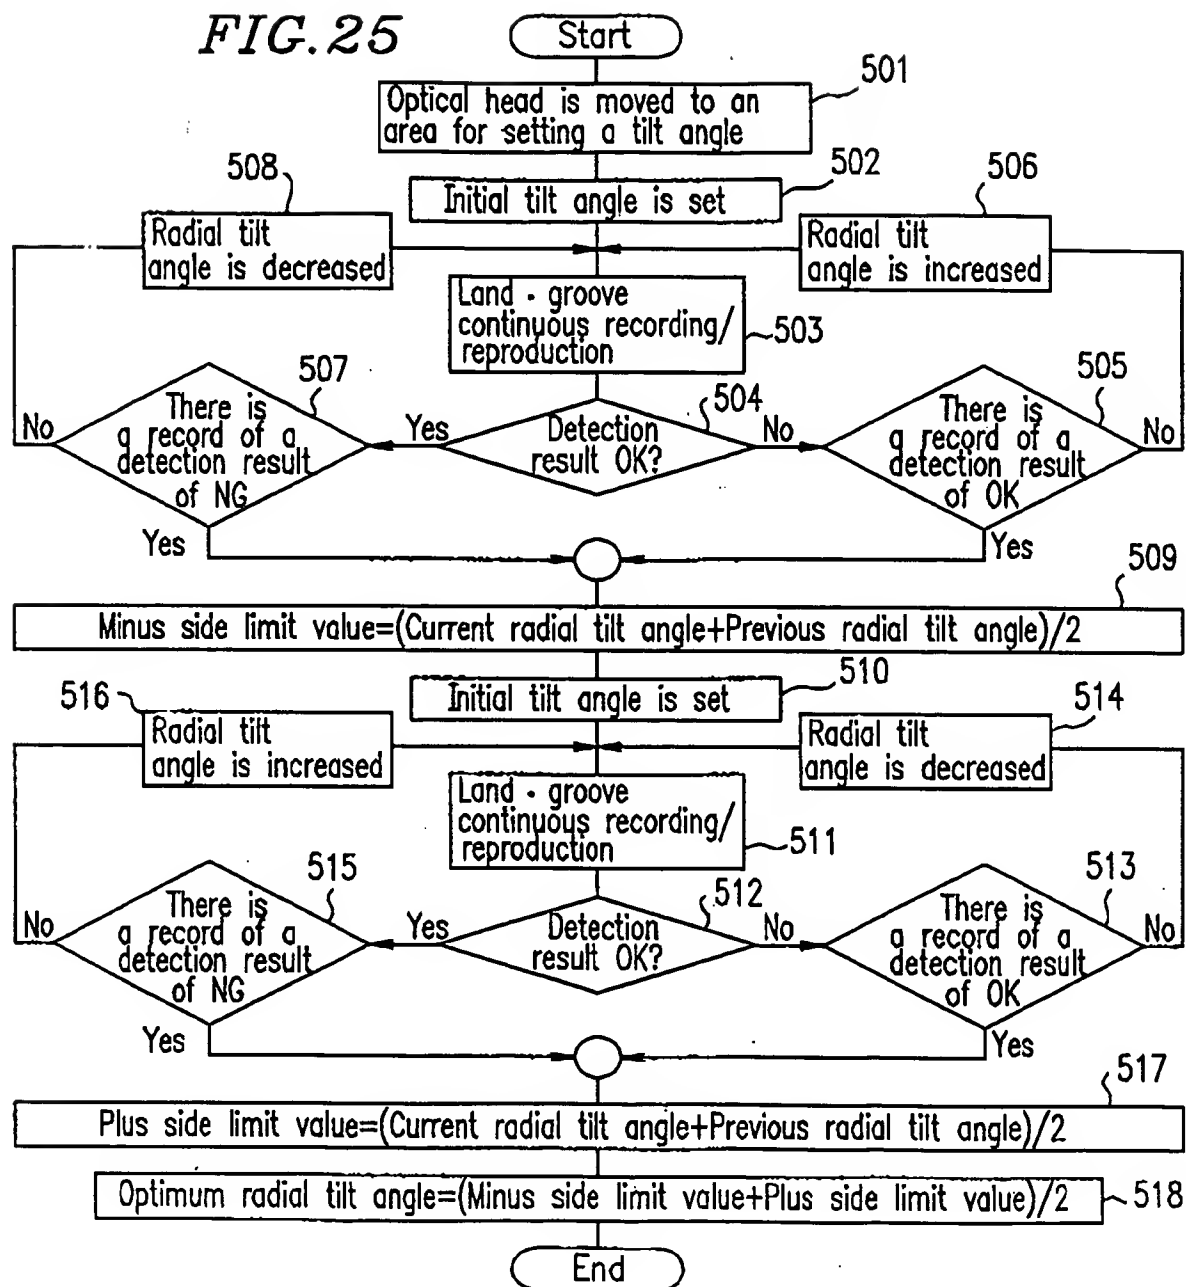 FIG.25
Start
501
Optical head is moved to an
area for setting a tilt angle
502
Initial tilt angle is set
508
Radial tilt
angle is decreased
506
Radial tilt
angle is increased
Land · groove
continuous recording/
reproduction
503
507
There is
a record of a
detection result
of NG
No
Yes
504
Detection
result OK?
Yes
No
505
There is
a record of a
detection result
of OK
No
Yes
509
Minus side limit value=(Current radial tilt angle+Previous radial tilt angle)/2
510
Initial tilt angle is set
516
Radial tilt
angle is increased
514
Radial tilt
angle is decreased
Land · groove
continuous recording/
reproduction
511
515
There is
a record of a
detection result
of NG
No
Yes
512
Detection
result OK?
Yes
No
513
There is
a record of a
detection result
of OK
No
Yes
517
Plus side limit value=(Current radial tilt angle+Previous radial tilt angle)/2
Optimum radial tilt angle=(Minus side limit value+Plus side limit value)/2
518
End